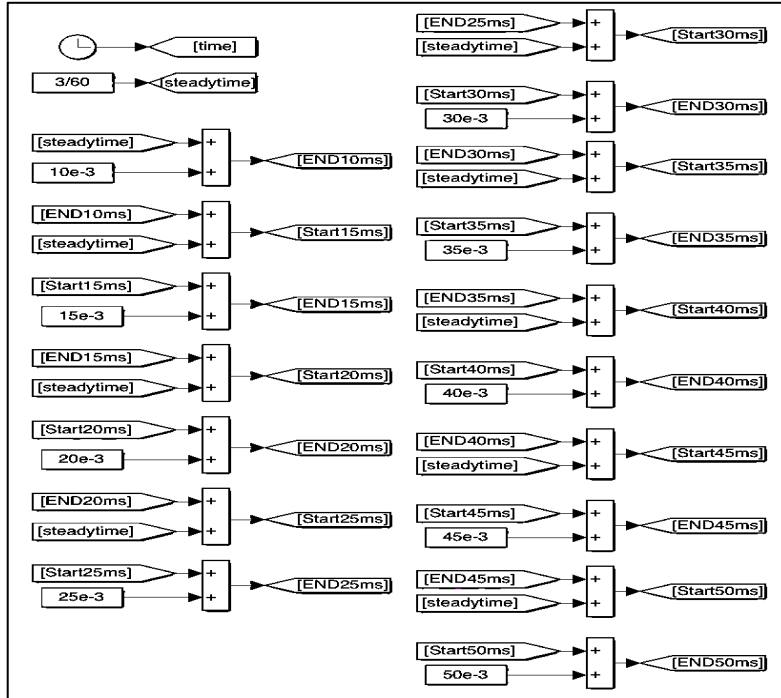 [time]
3/60
[steadytime]
[steadytime]
10e-3
[END10ms]
[END10ms]
[steadytime]
[Start15ms]
[Start15ms]
15e-3
[END15ms]
[END15ms]
[steadytime]
[Start20ms]
[Start20ms]
20e-3
[END20ms]
[END20ms]
[steadytime]
[Start25ms]
[Start25ms]
25e-3
[END25ms]
[END25ms]
[steadytime]
[Start30ms]
[Start30ms]
30e-3
[END30ms]
[END30ms]
[steadytime]
[Start35ms]
[Start35ms]
35e-3
[END35ms]
[END35ms]
[steadytime]
[Start40ms]
[Start40ms]
40e-3
[END40ms]
[END40ms]
[steadytime]
[Start45ms]
[Start45ms]
45e-3
[END45ms]
[END45ms]
[steadytime]
[Start50ms]
[Start50ms]
50e-3
[END50ms]